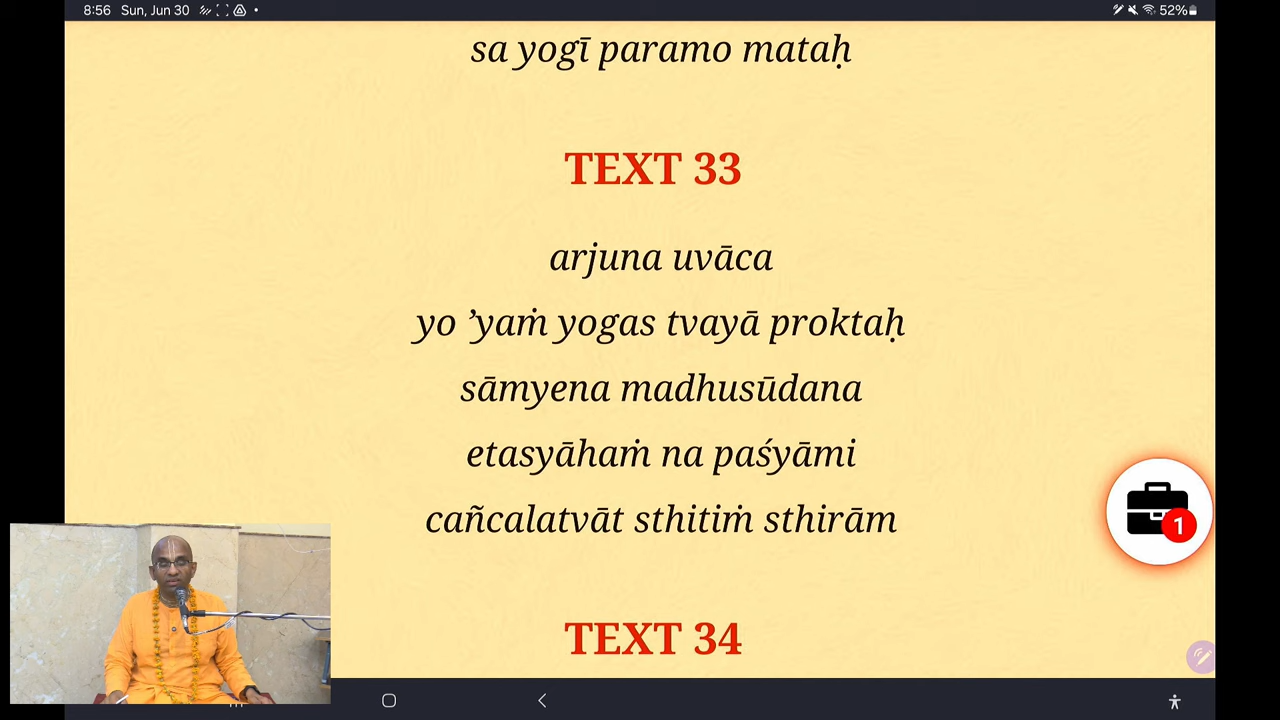 8:56 Sun, Jun 30 52%
sa yogī paramo mataḥ
TEXT 33
arjuna uvāca
yo ’yaṁ yogas tvayā proktaḥ
sāmyena madhusūdana
etasyāhaṁ na paśyāmi
cañcalatvāt sthitiṁ sthirām
1
TEXT 34